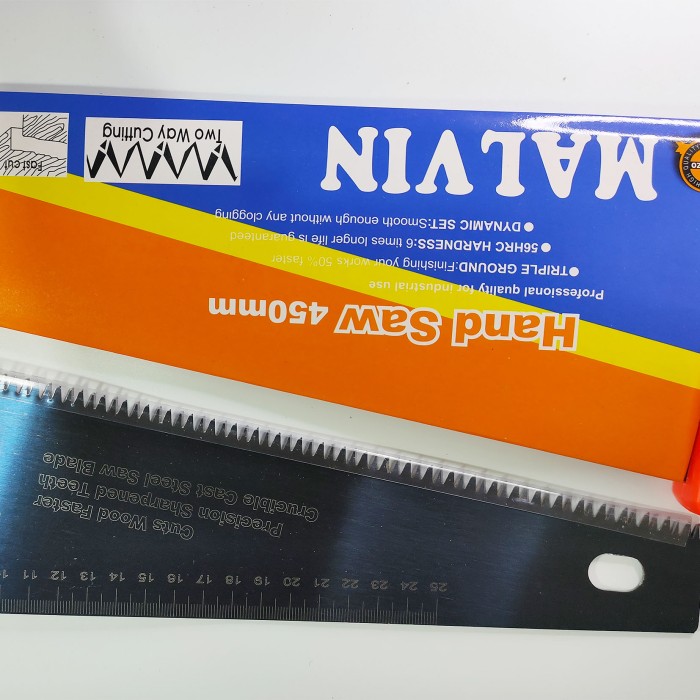 MALVIN
Two Way Cutting
Fast cut
● DYNAMIC SET:Smooth enough without any clogging
● 56HRC HARDNESS:6 times longer life is guaranteed
● TRIPLE GROUND:Finishing your works 50% faster
Professional quality for industrial use
Hand Saw 450mm
Crucible Cast Steel Saw Blade
Precision Sharpened Teeth
Cuts Wood Faster
25 24 23 22 21 20 19 18 17 16 15 14 13 12 11